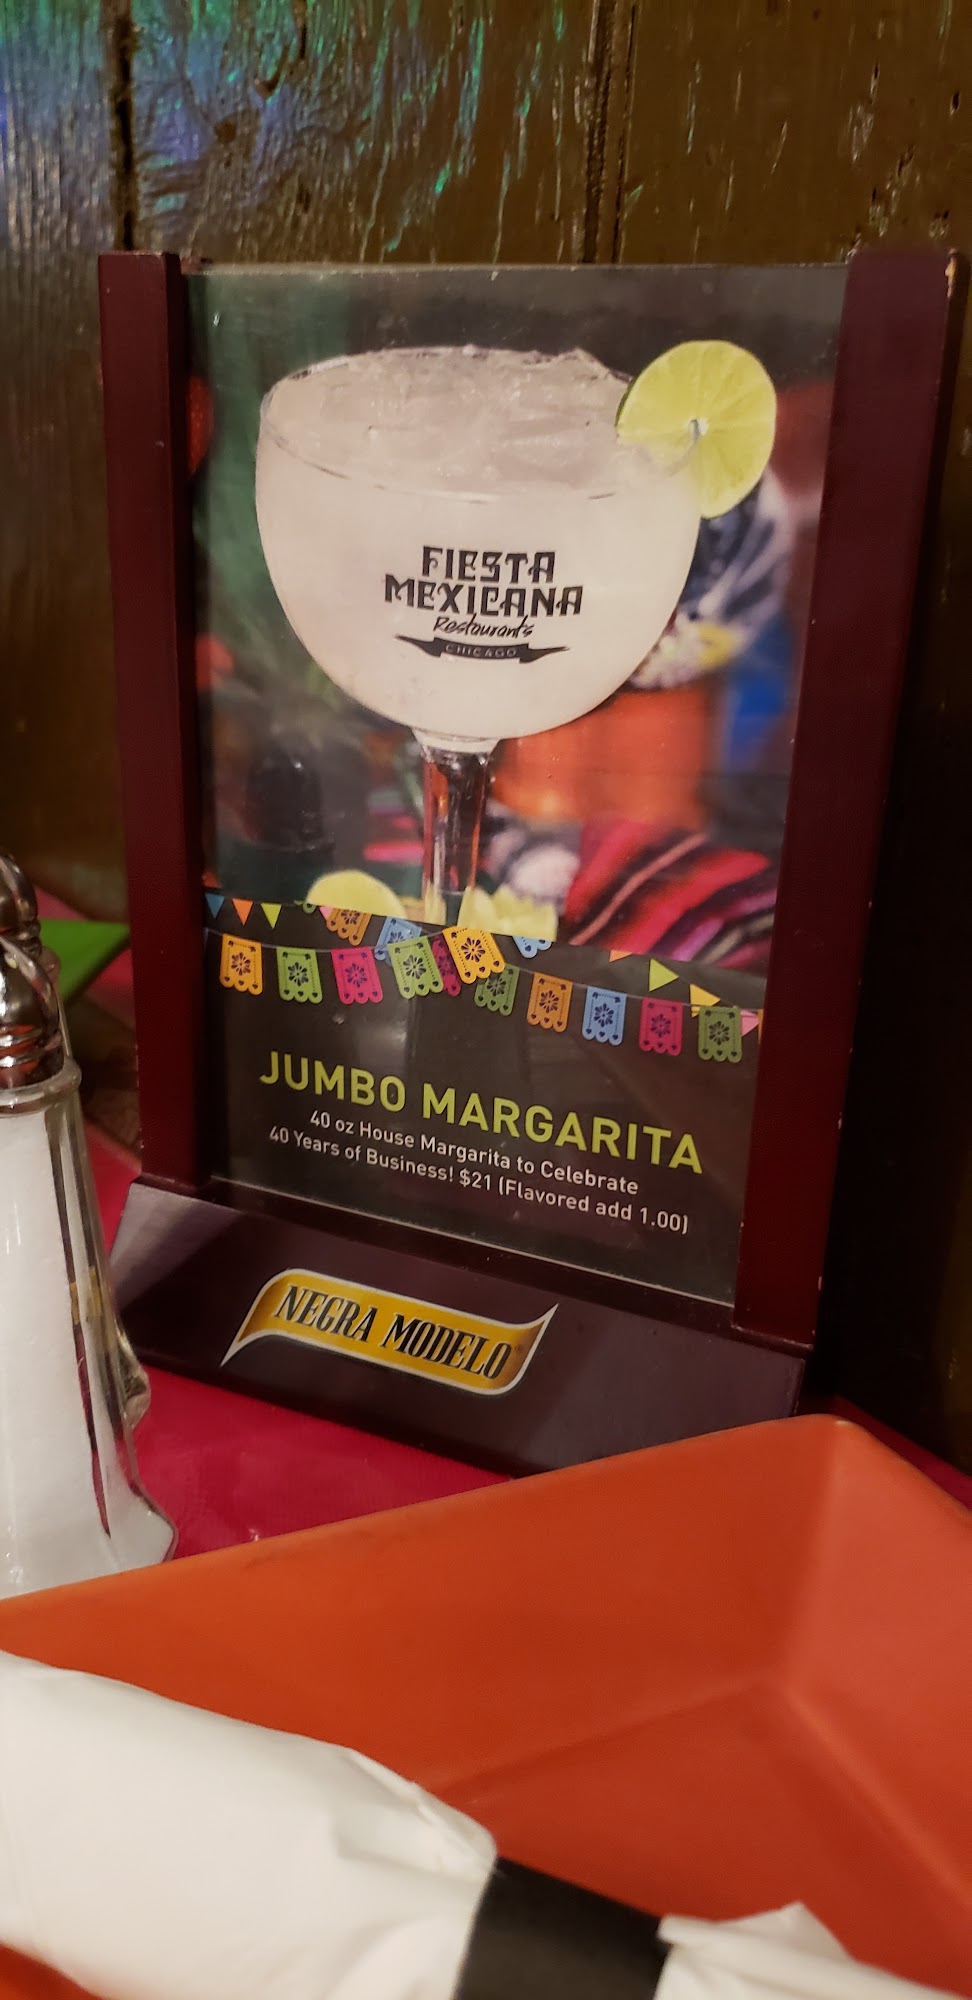 FIESTA
MEXICANA
Restaurants
CHICAGO
JUMBO MARGARITA
40 oz House Margarita to Celebrate
40 Years of Business! $21 (Flavored add 1.00)
NEGRA MODELO